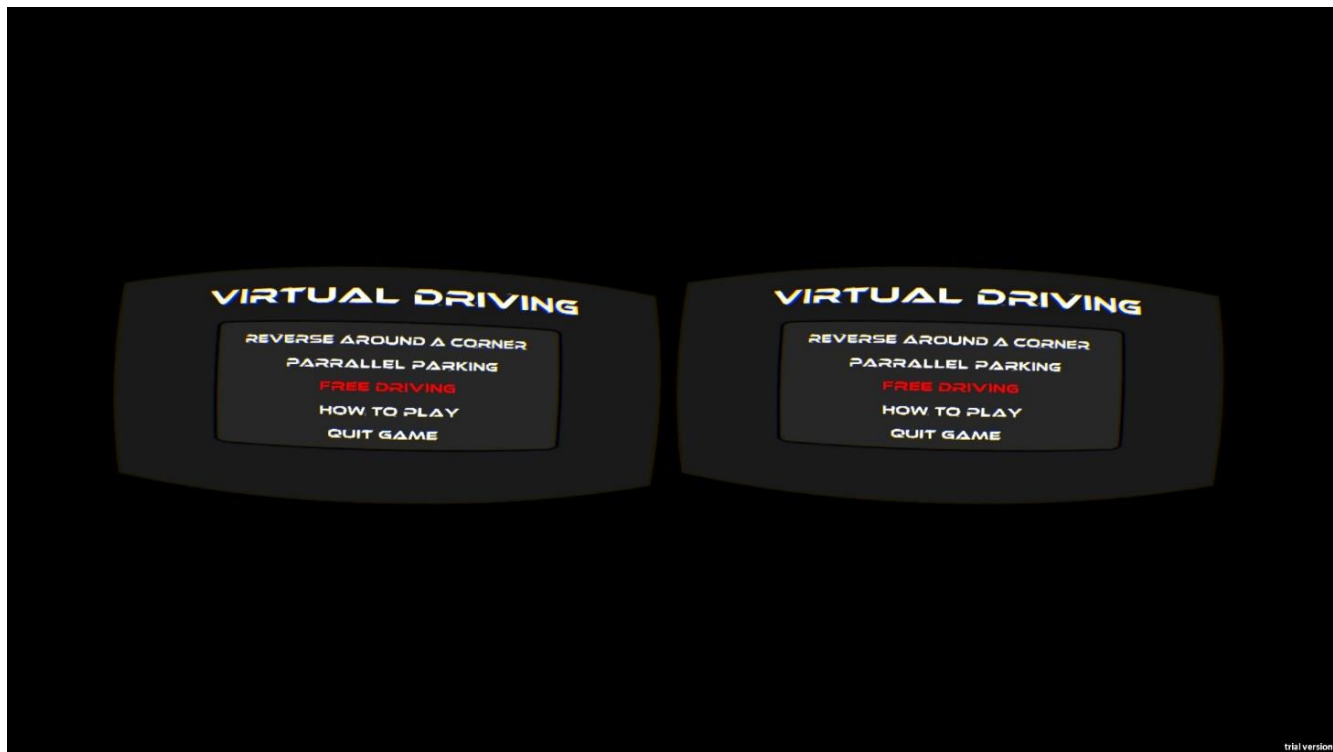 VIRTUAL DRIVING
REVERSE AROUND A CORNER
PARRALLEL PARKING
FREE DRIVING
HOW TO PLAY
QUIT GAME
VIRTUAL DRIVING
REVERSE AROUND A CORNER
PARRALLEL PARKING
FREE DRIVING
HOW TO PLAY
QUIT GAME
trial version